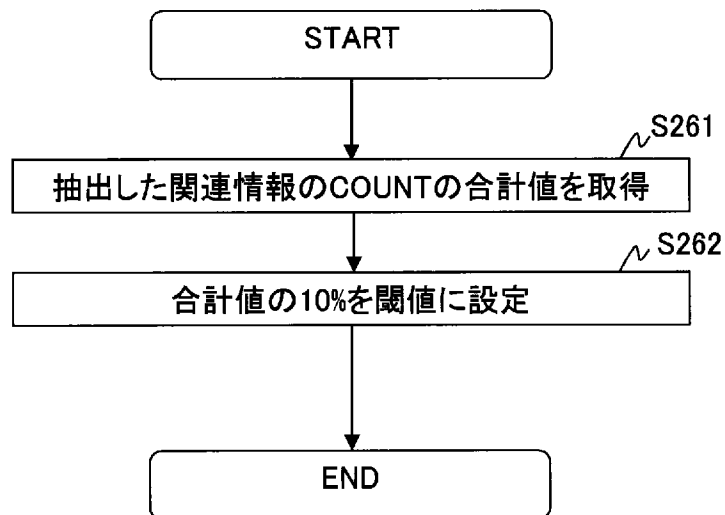 START
S261
抽出した関連情報のCOUNTの合計値を取得
S262
合計値の10%を閾値に設定
END